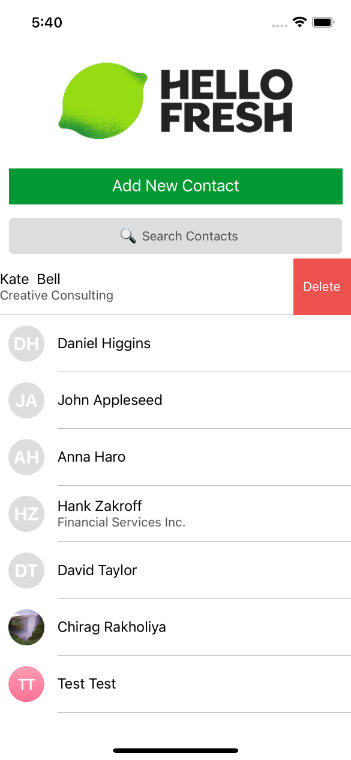 5:40
HELLO
FRESH
Add New Contact
🔍 Search Contacts
Kate  Bell
Creative Consulting
Delete
DH Daniel Higgins
JA John Appleseed
AH Anna Haro
HZ Hank Zakroff
Financial Services Inc.
DT David Taylor
Chirag Rakholiya
TT Test Test